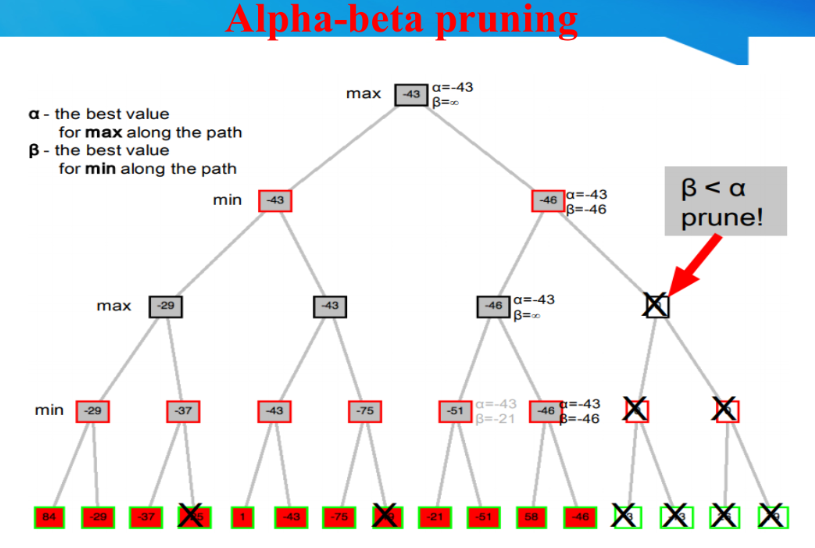 Alpha-beta pruning
max -43 α=-43
β=∞
α - the best value
for max along the path
β - the best value
for min along the path
min -43 -46 α=-43
β=-46
β < α
prune!
max -29 -43 -46 α=-43
β=∞
min -29 -37 -43 -75 -51 α=-43 -46 α=-43
β=-21 β=-46
84 -29 -37 1 -43 -75 -21 -51 58 -46